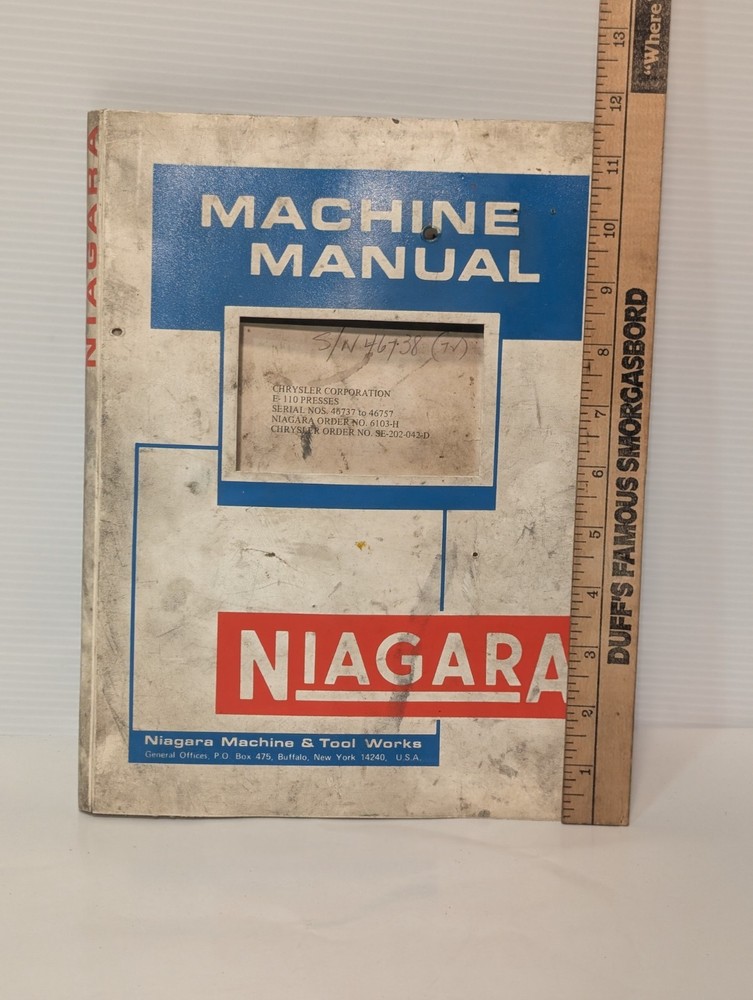 NIAGARA
MACHINE
MANUAL
S/N 46738
CHRYSLER CORPORATION
E- 110 PRESSES
SERIAL NOS. 46737 to 46757
NIAGARA ORDER NO. 6103-H
CHRYSLER ORDER NO. SE-202-042-D
NIAGARA
Niagara Machine & Tool Works
General Offices, P.O. Box 475, Buffalo, New York 14240, U.S.A.
"Where
DUFF'S FAMOUS SMORGASBORD
13
12
11
10
9
8
7
6
5
4
3
2
1